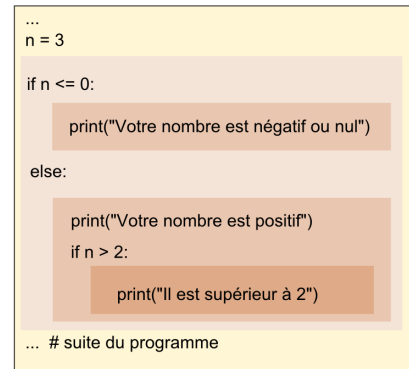 ...
n = 3
if n <= 0:
print("Votre nombre est négatif ou nul")
else:
print("Votre nombre est positif")
if n > 2:
print("Il est supérieur à 2")
... # suite du programme